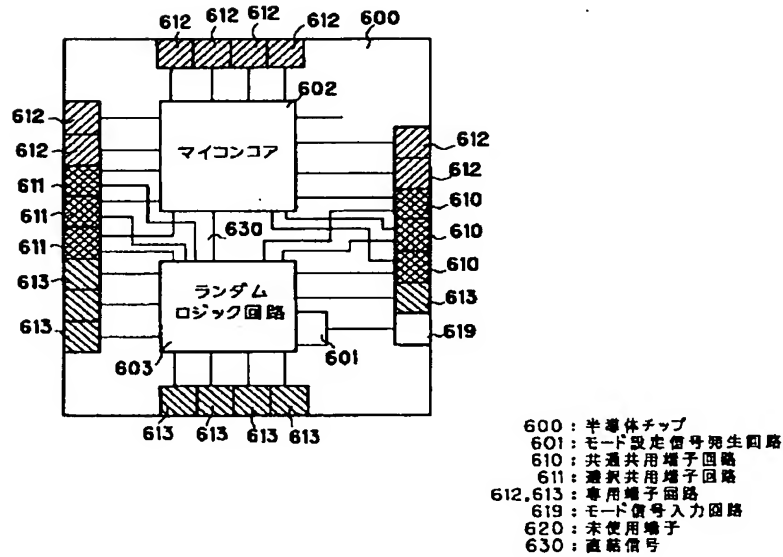 612 612 612 612 600
602
612
612
マイコンコア
612
612
611
611
611
630
610
610
610
613
613
ランダム
ロジック回路
613
619
603
601
613 613 613 613
600：半導体チップ
601：モード設定信号発生回路
610：共通共用端子回路
611：選択共用端子回路
612,613：専用端子回路
619：モード信号入力回路
620：未使用端子
630：直結信号